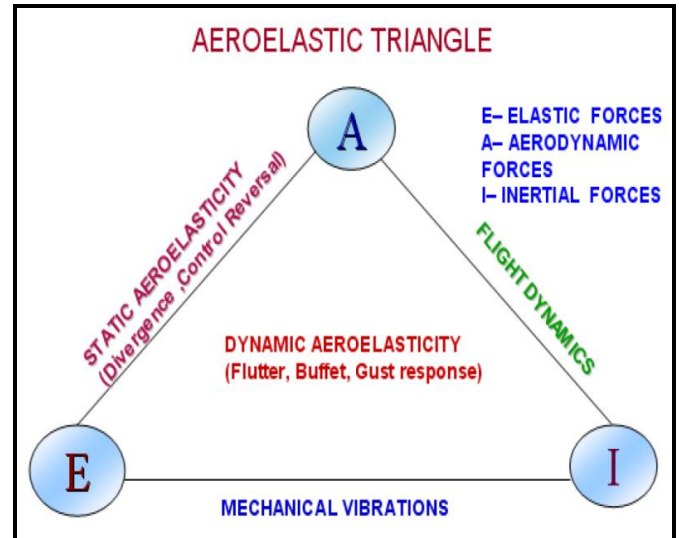 AEROELASTIC TRIANGLE
A
E– ELASTIC FORCES
A– AERODYNAMIC
FORCES
I– INERTIAL FORCES
STATIC AEROELASTICITY
(Divergence ,Control Reversal)
FLIGHT DYNAMICS
DYNAMIC AEROELASTICITY
(Flutter, Buffet, Gust response)
E
I
MECHANICAL VIBRATIONS